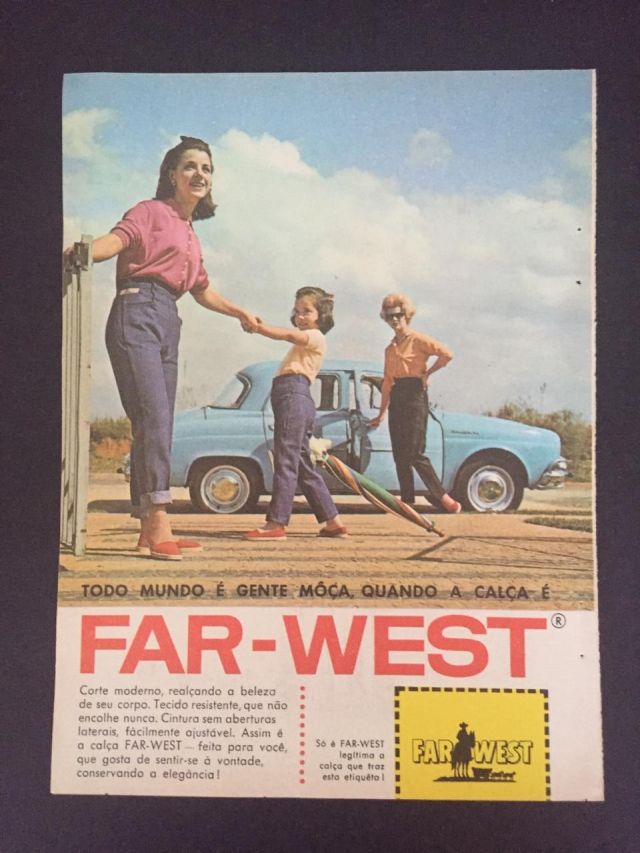 TODO MUNDO É GENTE MÔÇA, QUANDO A CALÇA É
FAR-WEST®
Corte moderno, realçando a beleza
de seu corpo. Tecido resistente, que não
encolhe nunca. Cintura sem aberturas
laterais, fàcilmente ajustável. Assim é
a calça FAR-WEST — feita para você,
que gosta de sentir-se à vontade,
conservando a elegância!
Só é FAR-WEST
legítima a
calça que traz
esta etiquêta!
FAR WEST